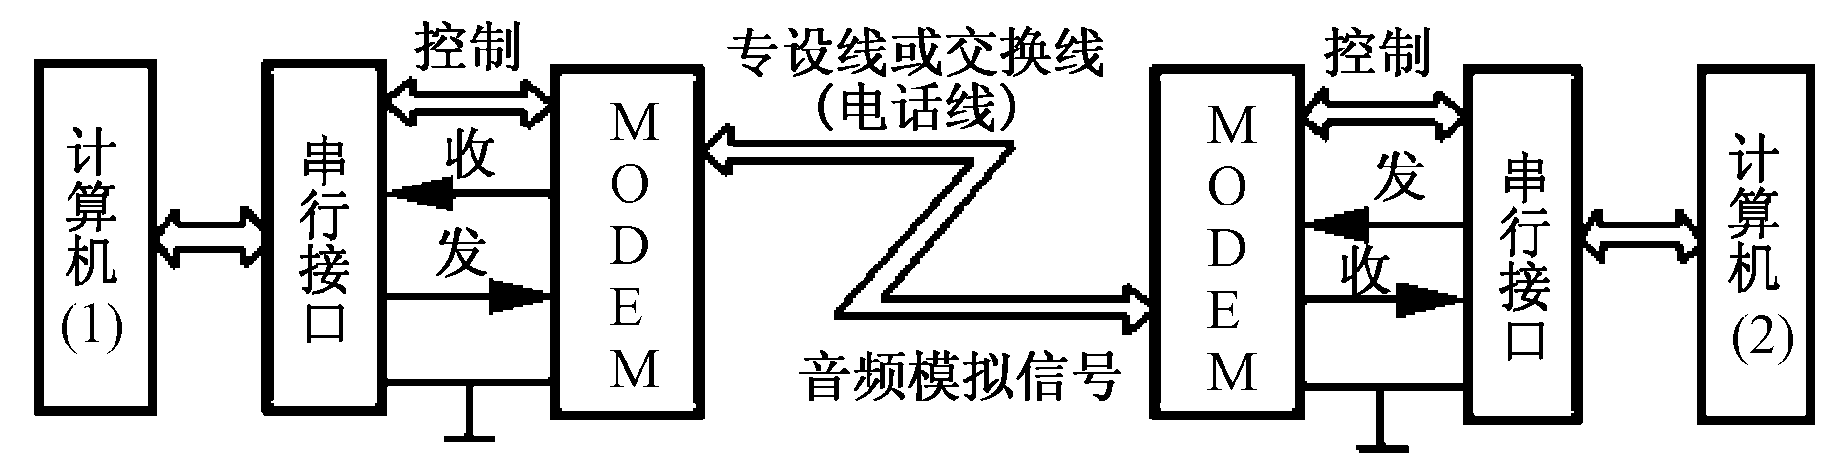 计算机(1)
串行接口
控制
收
发
MODEM
专设线或交换线
(电话线)
音频模拟信号
MODEM
控制
发
收
串行接口
计算机(2)